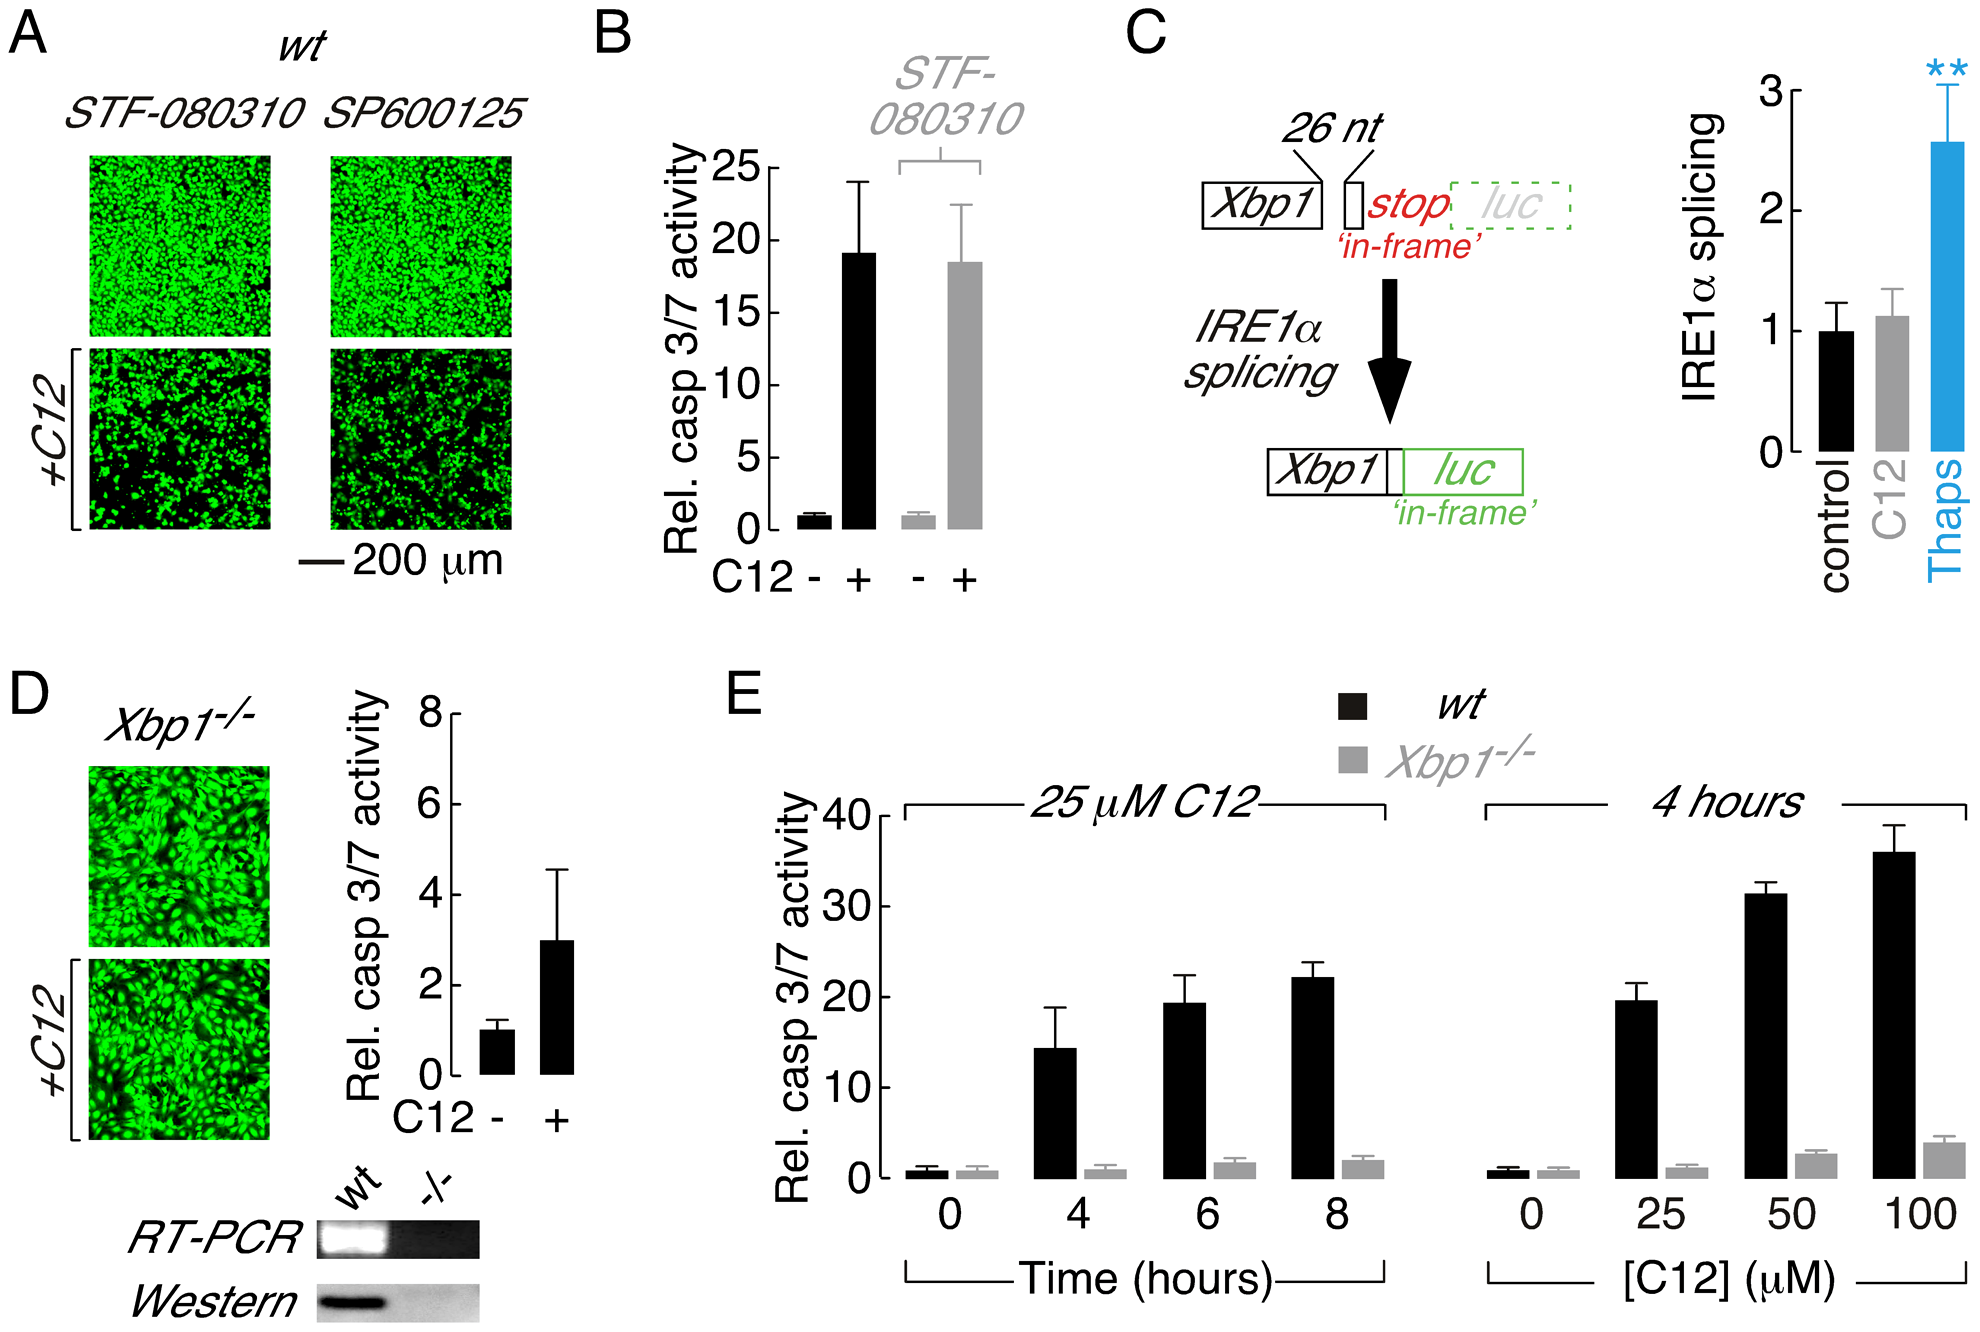 A
wt
STF-080310 SP600125
+C12
200 μm
B
STF-
080310
Rel. casp 3/7 activity
25
20
15
10
5
0
C12 - + - +
C
26 nt
Xbp1 stop luc
'in-frame'
IRE1α
splicing
Xbp1 luc
'in-frame'
IRE1α splicing
3
2
1
0
**
control
C12
Thaps
D
Xbp1-/-
+C12
Rel. casp 3/7 activity
8
6
4
2
0
C12 - +
wt -/-
RT-PCR
Western
E
wt
Xbp1-/-
25 μM C12
4 hours
Rel. casp 3/7 activity
40
30
20
10
0
0 4 6 8
0 25 50 100
Time (hours)
[C12] (μM)